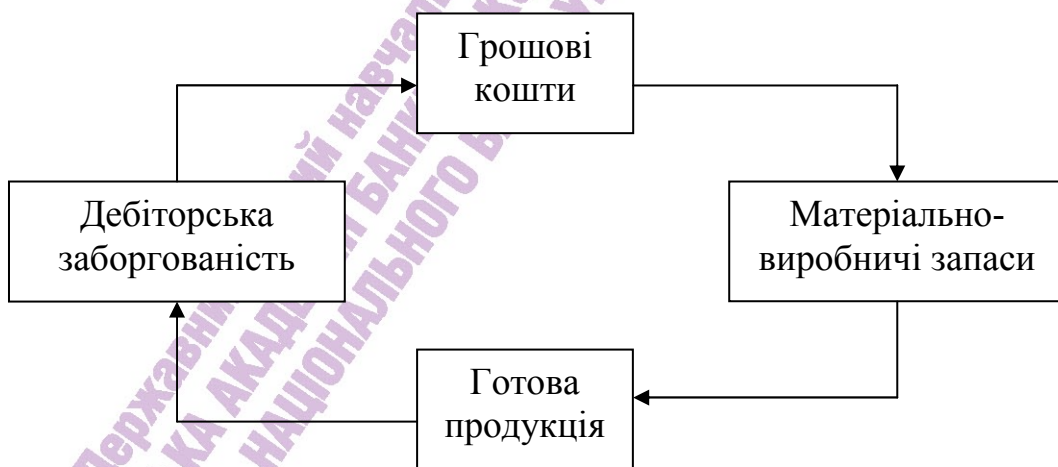 Грошові
кошти
Дебіторська
заборгованість
Матеріально-
виробничі запаси
Готова
продукція